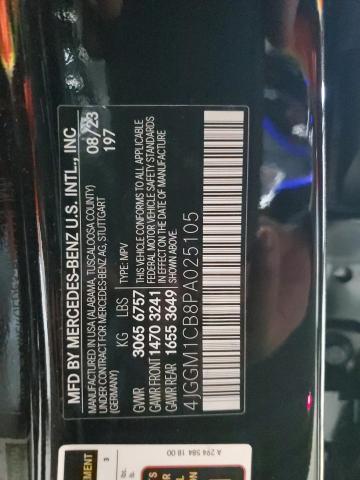 MFD BY MERCEDES-BENZ U.S. INTL., INC
MANUFACTURED IN USA (ALABAMA, TUSCALOOSA COUNTY)
UNDER CONTRACT FOR MERCEDES-BENZ AG, STUTTGART
(GERMANY)
08/23
197
KG LBS TYPE: MPV
GVWR 3065 6757
GAWR FRONT 1470 3241
GAWR REAR 1655 3649
THIS VEHICLE CONFORMS TO ALL APPLICABLE
FEDERAL MOTOR VEHICLE SAFETY STANDARDS
IN EFFECT ON THE DATE OF MANUFACTURE
SHOWN ABOVE.
4JGGM1CB8PA025105
A 294 584 18 00
3